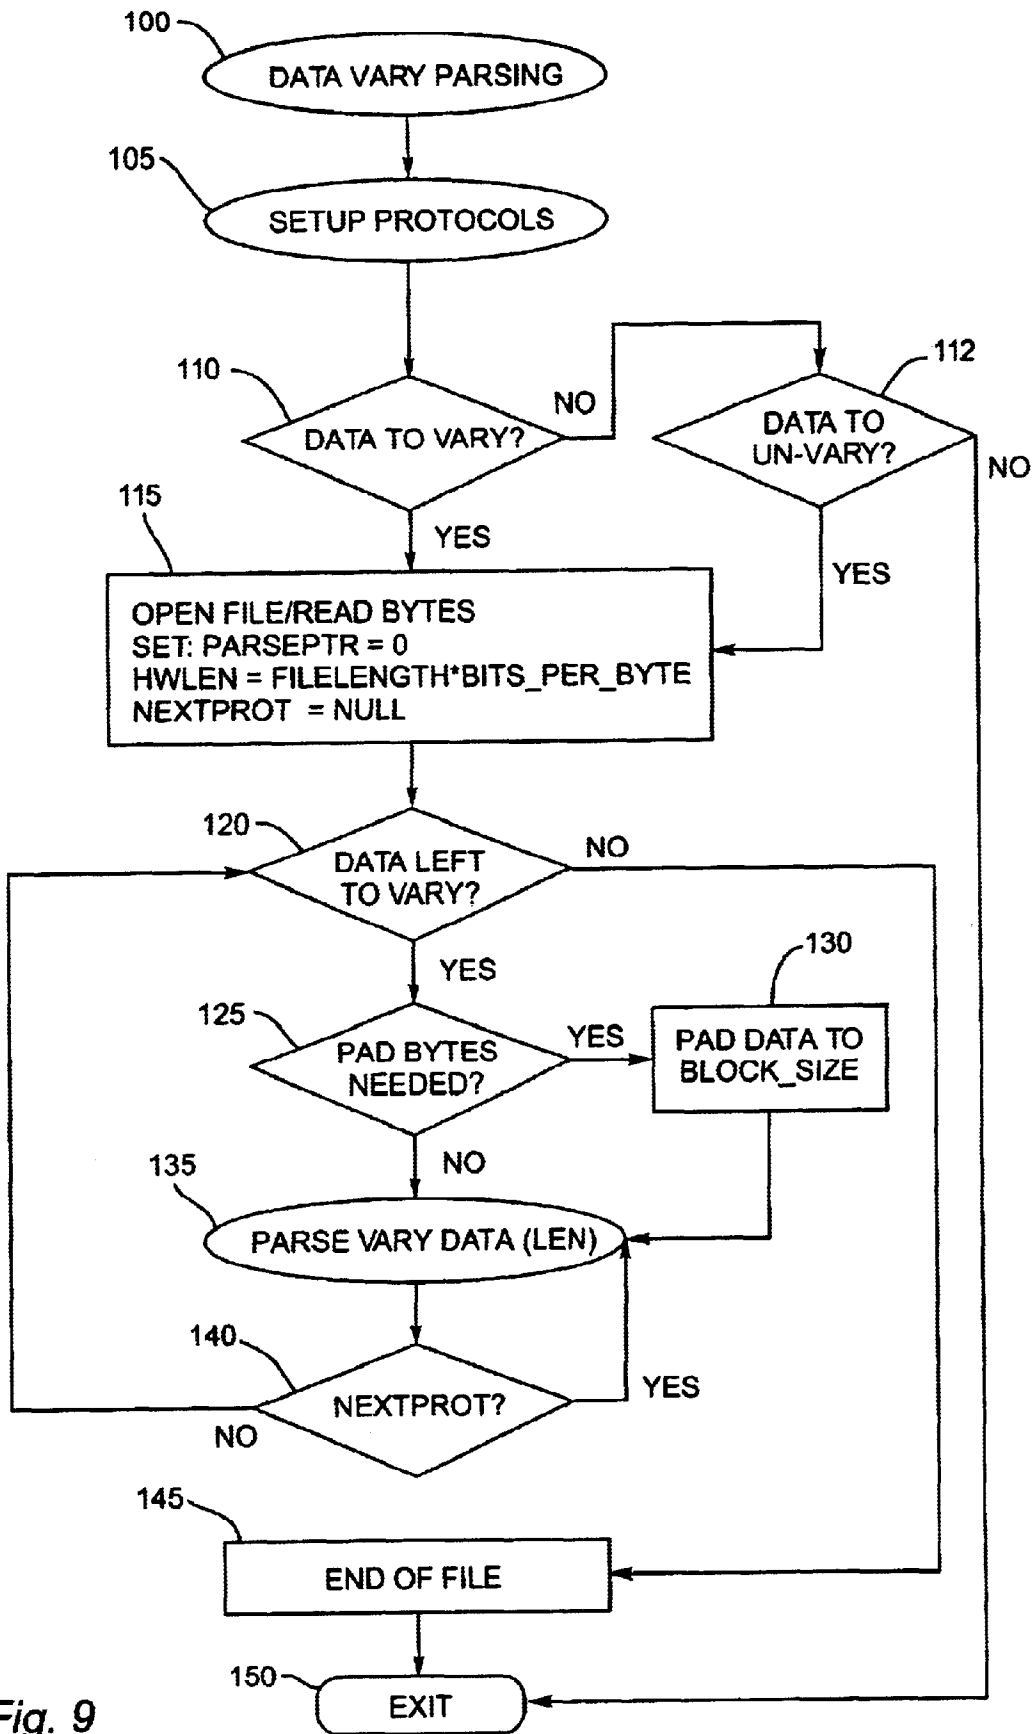 100
DATA VARY PARSING
105
SETUP PROTOCOLS
110
DATA TO VARY?
NO
112
DATA TO
UN-VARY?
NO
YES
YES
115
OPEN FILE/READ BYTES
SET: PARSEPTR = 0
HWLEN = FILELENGTH*BITS_PER_BYTE
NEXTPROT = NULL
120
DATA LEFT
TO VARY?
NO
YES
125
PAD BYTES
NEEDED?
YES
130
PAD DATA TO
BLOCK_SIZE
NO
135
PARSE VARY DATA (LEN)
140
NEXTPROT?
YES
NO
145
END OF FILE
150
EXIT
Fig. 9